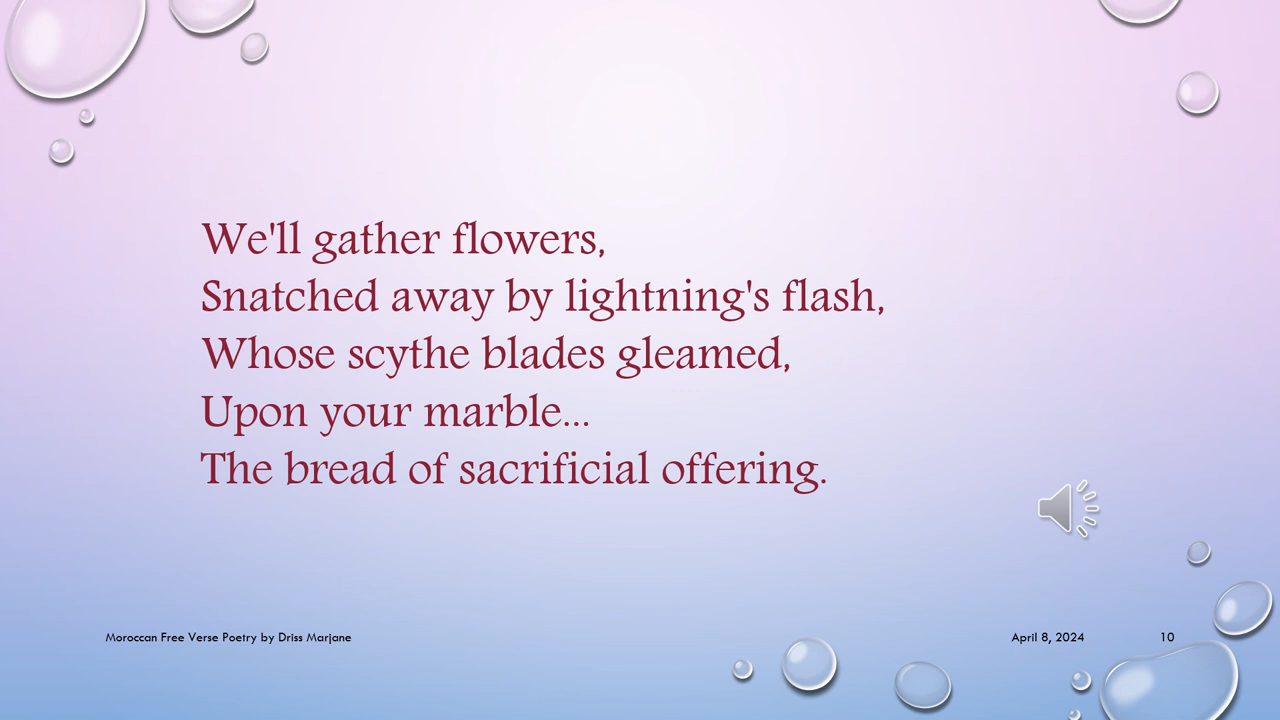 We'll gather flowers,
Snatched away by lightning's flash,
Whose scythe blades gleamed,
Upon your marble...
The bread of sacrificial offering.
Moroccan Free Verse Poetry by Driss Marjane
April 8, 2024
10